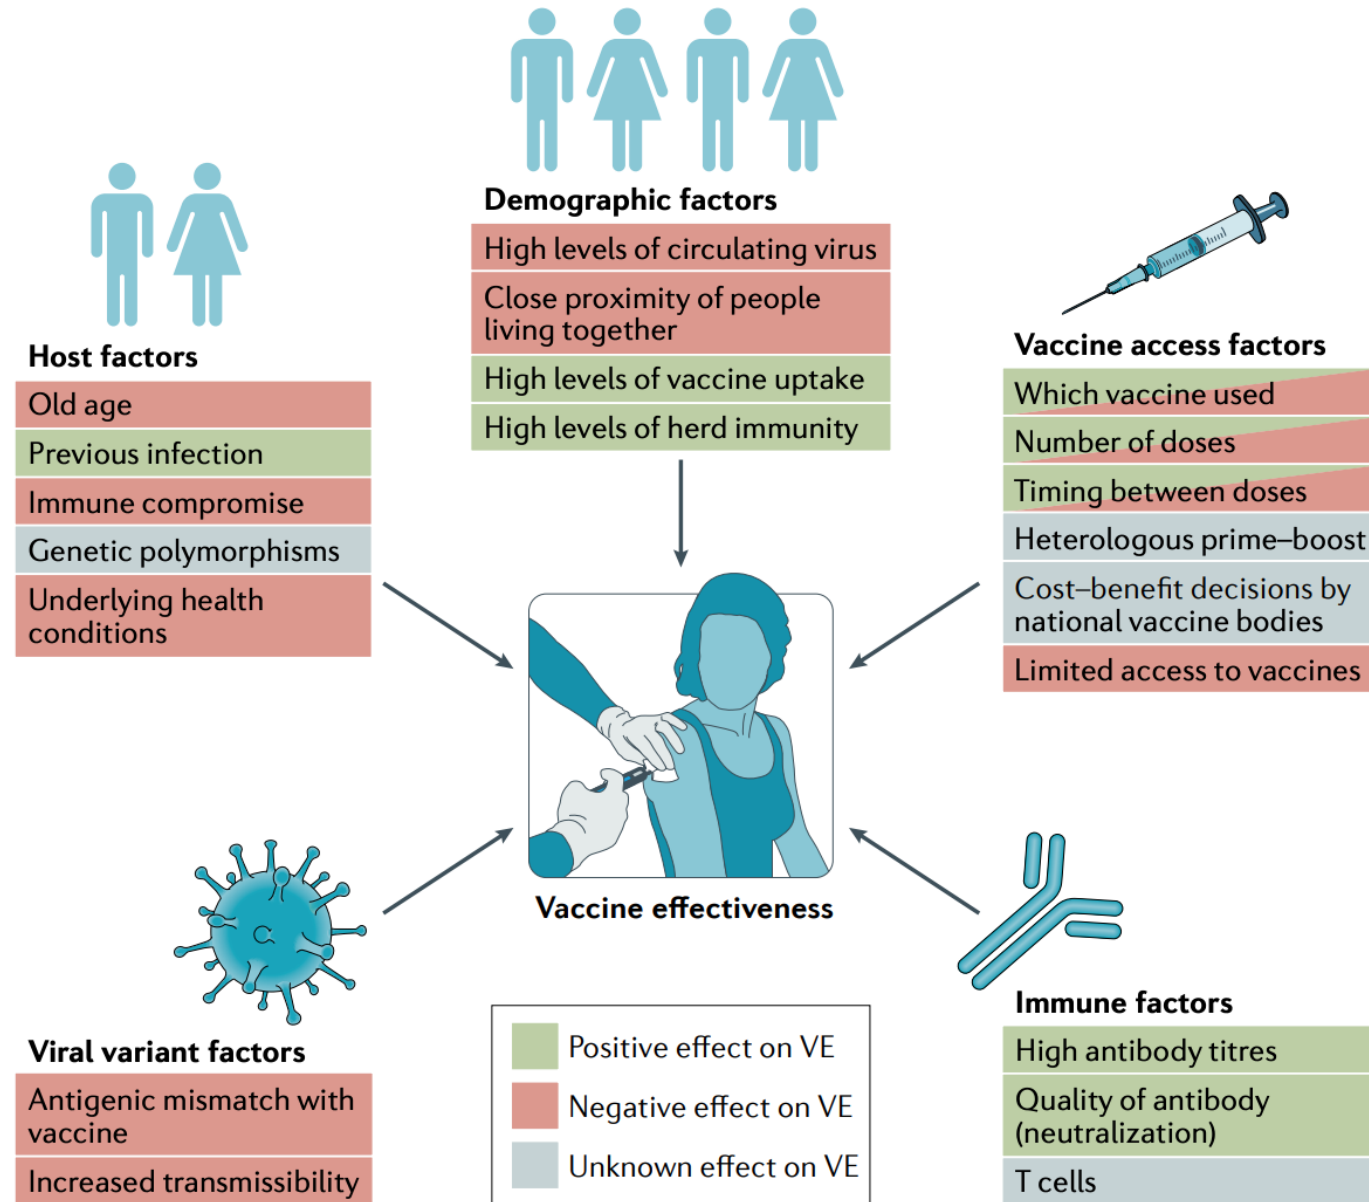 Demographic factors
High levels of circulating virus
Close proximity of people
living together
High levels of vaccine uptake
High levels of herd immunity
Host factors
Old age
Previous infection
Immune compromise
Genetic polymorphisms
Underlying health
conditions
Vaccine access factors
Which vaccine used
Number of doses
Timing between doses
Heterologous prime–boost
Cost–benefit decisions by
national vaccine bodies
Limited access to vaccines
Vaccine effectiveness
Viral variant factors
Antigenic mismatch with
vaccine
Increased transmissibility
Positive effect on VE
Negative effect on VE
Unknown effect on VE
Immune factors
High antibody titres
Quality of antibody
(neutralization)
T cells